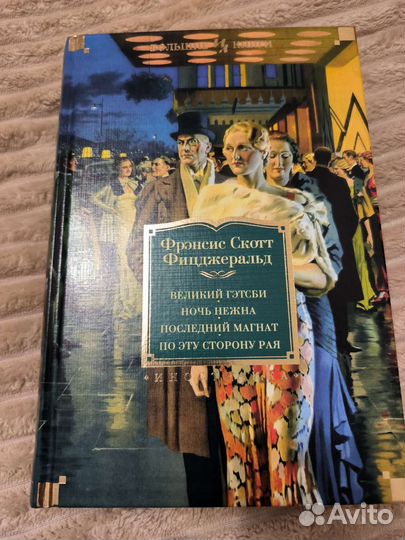 БОЛЬШИЕ КНИГИ
Фрэнсис Скотт
Фицджеральд
ВЕЛИКИЙ ГЭТСБИ
НОЧЬ НЕЖНА
ПОСЛЕДНИЙ МАГНАТ
ПО ЭТУ СТОРОНУ РАЯ
Avito